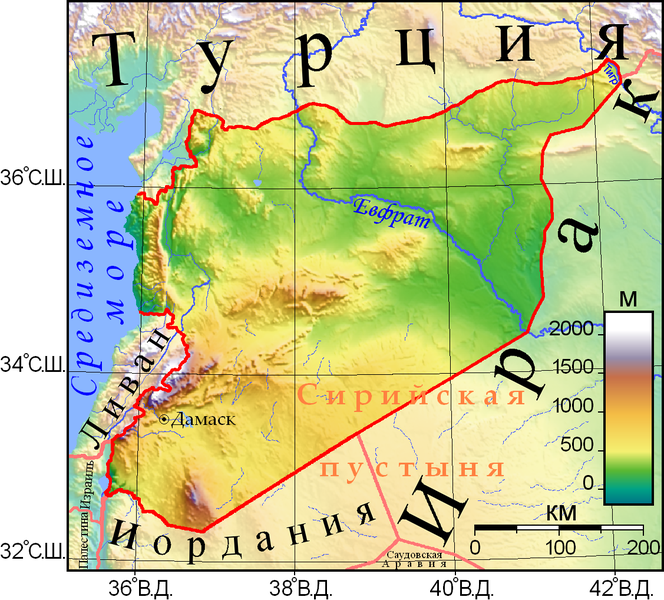 Турция
Тигр
36°С.Ш.
Средиземное
море
Евфрат
Ирак
М
2000
1500
1000
500
0
34°С.Ш.
Ливан
Сирийская
пустыня
Дамаск
Палестина
Израиль
Иордания
Саудовская
Аравия
КМ
0 100 200
32°С.Ш.
36°В.Д. 38°В.Д. 40°В.Д. 42°В.Д.